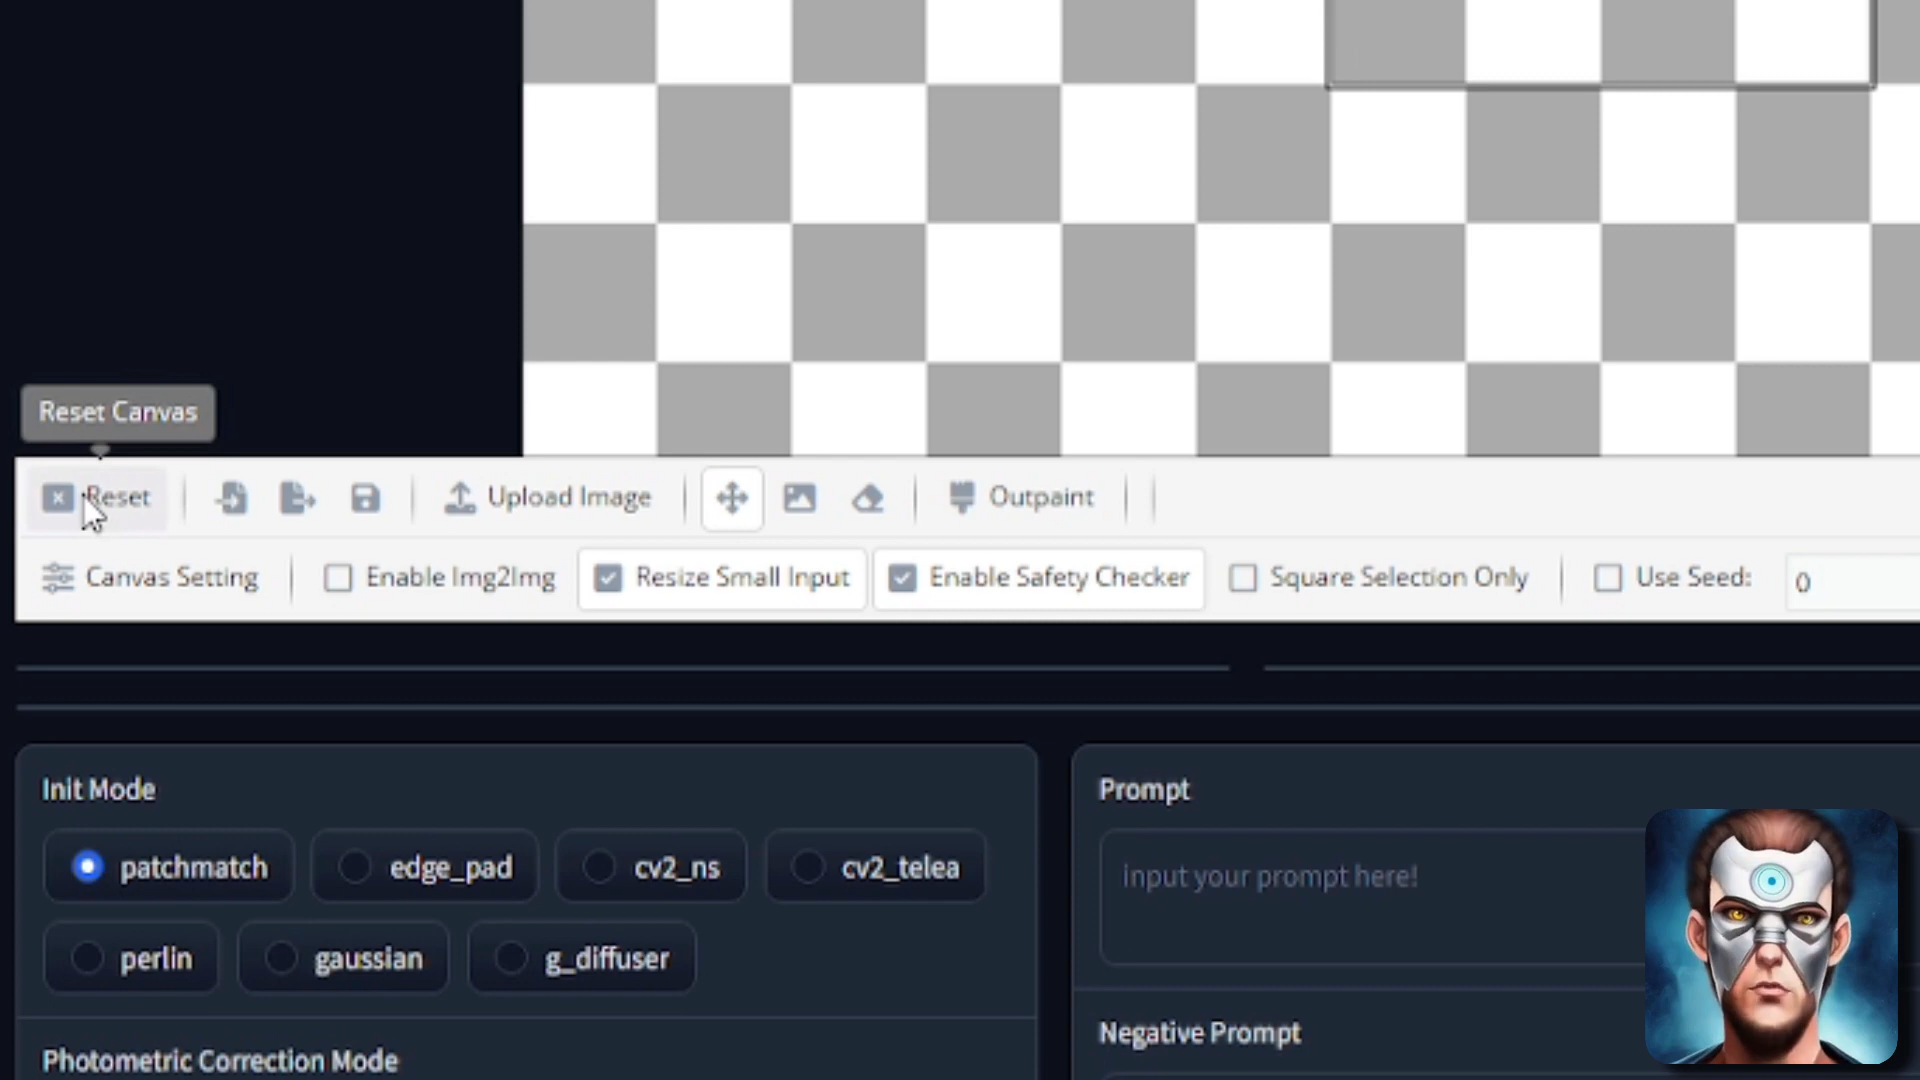 Reset Canvas
Reset
Upload Image
Outpaint
Canvas Setting
Enable Img2Img
Resize Small Input
Enable Safety Checker
Square Selection Only
Use Seed:
0
Init Mode
patchmatch
edge_pad
cv2_ns
cv2_telea
perlin
gaussian
g_diffuser
Photometric Correction Mode
Prompt
Input your prompt here!
Negative Prompt